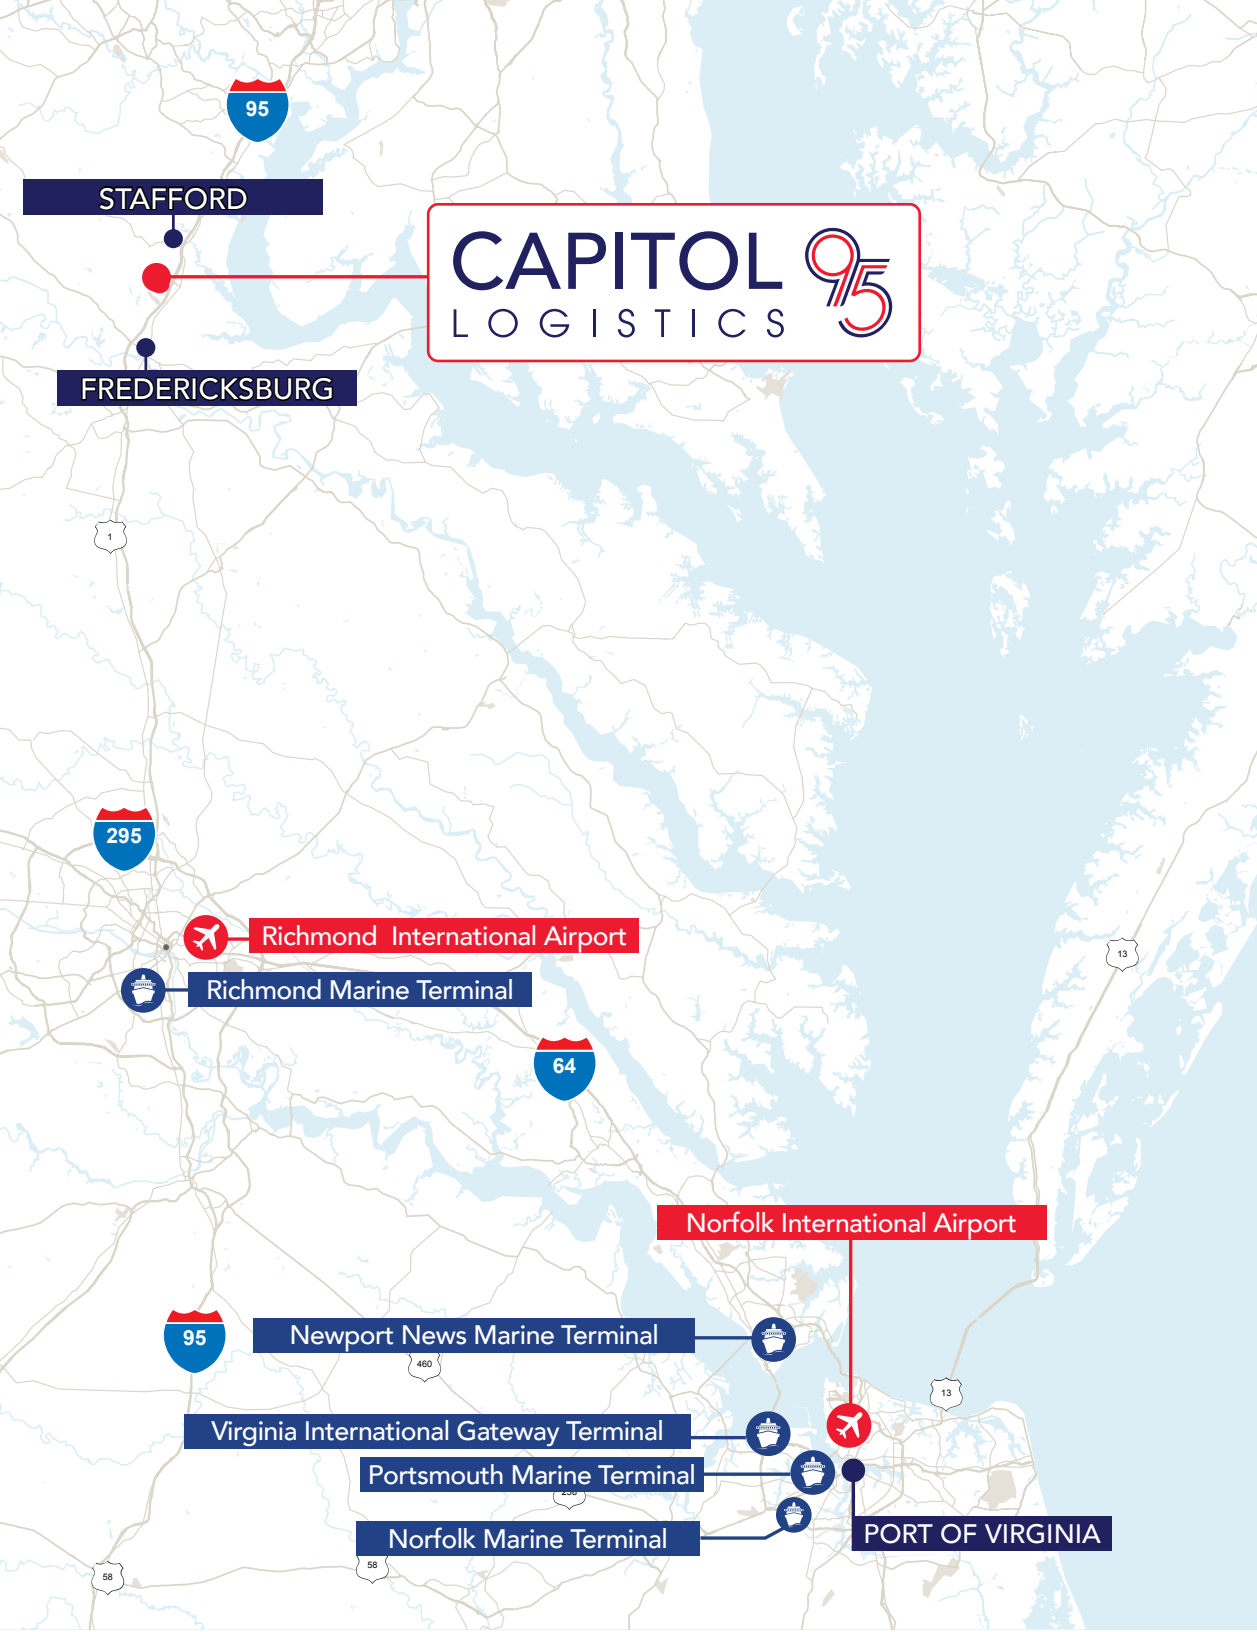 95
STAFFORD
CAPITOL 95
LOGISTICS
FREDERICKSBURG
1
295
Richmond International Airport
13
Richmond Marine Terminal
64
Norfolk International Airport
95
Newport News Marine Terminal
460
13
Virginia International Gateway Terminal
Portsmouth Marine Terminal
Norfolk Marine Terminal
PORT OF VIRGINIA
58
58